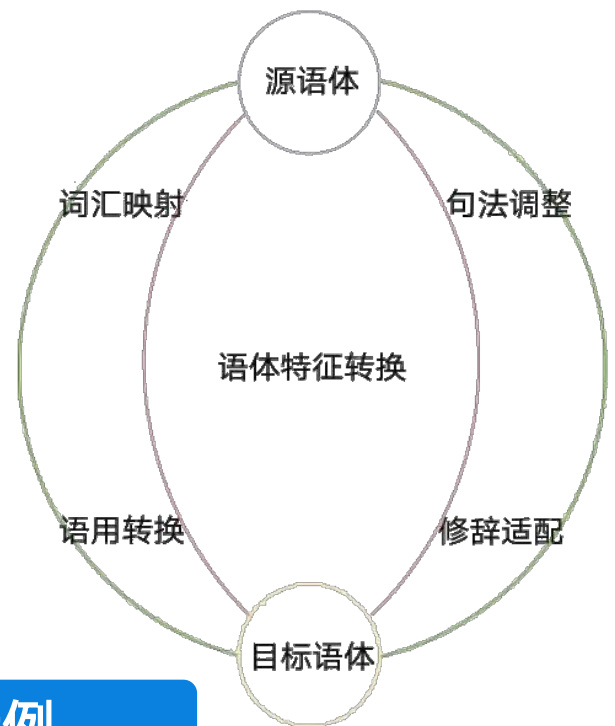 源语体
词汇映射
句法调整
语体特征转换
语用转换
修辞适配
目标语体
例